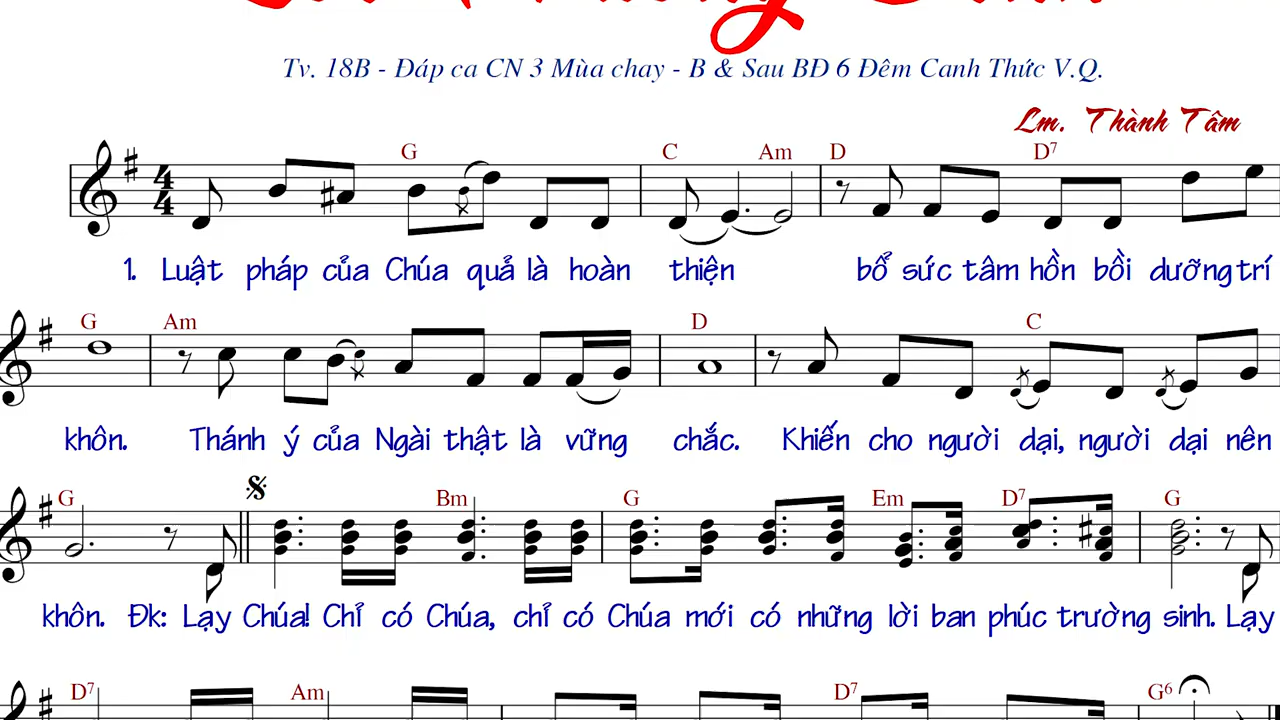 Tv. 18B - Đáp ca CN 3 Mùa chay - B & Sau BĐ 6 Đêm Canh Thức V.Q.
Lm. Thành Tâm
G C Am D D7
1. Luật pháp của Chúa quả là hoàn thiện bổ sức tâm hồn bồi dưỡng trí
G Am D C
khôn. Thánh ý của Ngài thật là vững chắc. Khiến cho người dại, người dại nên
G Bm G Em D7 G
khôn. Đk: Lạy Chúa! Chỉ có Chúa, chỉ có Chúa mới có những lời ban phúc trường sinh. Lạy
D7 Am D7 G6